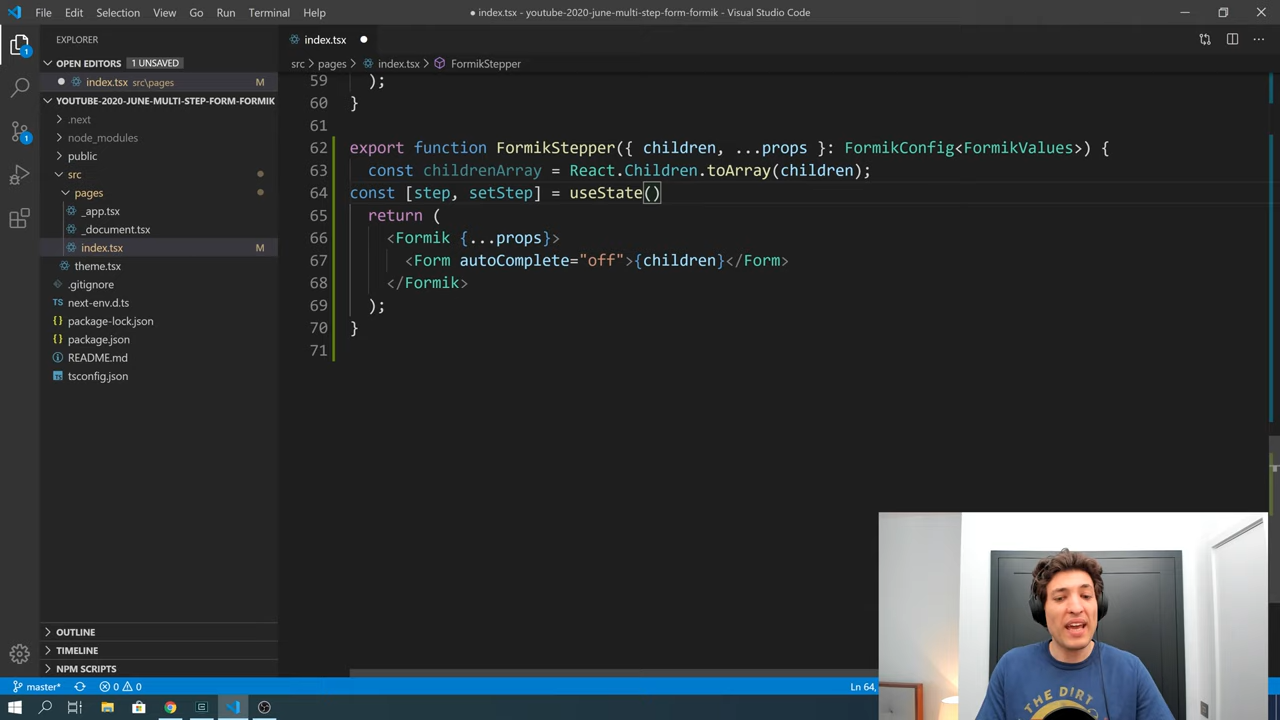 File Edit Selection View Go Run Terminal Help
● index.tsx - youtube-2020-june-multi-step-form-formik - Visual Studio Code
EXPLORER
index.tsx
OPEN EDITORS 1 UNSAVED
index.tsx src\pages M
src > pages > index.tsx > FormikStepper
YOUTUBE-2020-JUNE-MULTI-STEP-FORM-FORMIK
.next
node_modules
public
src
pages
_app.tsx
_document.tsx
index.tsx M
theme.tsx
.gitignore
next-env.d.ts
package-lock.json
package.json
README.md
tsconfig.json
OUTLINE
TIMELINE
NPM SCRIPTS
59 );
60 }
61
62 export function FormikStepper({ children, ...props }: FormikConfig<FormikValues>) {
63 const childrenArray = React.Children.toArray(children);
64 const [step, setStep] = useState()
65 return (
66 <Formik {...props}>
67 <Form autoComplete="off">{children}</Form>
68 </Formik>
69 );
70 }
71
master* 0 0 Ln 64,
1
1
THE DIRT